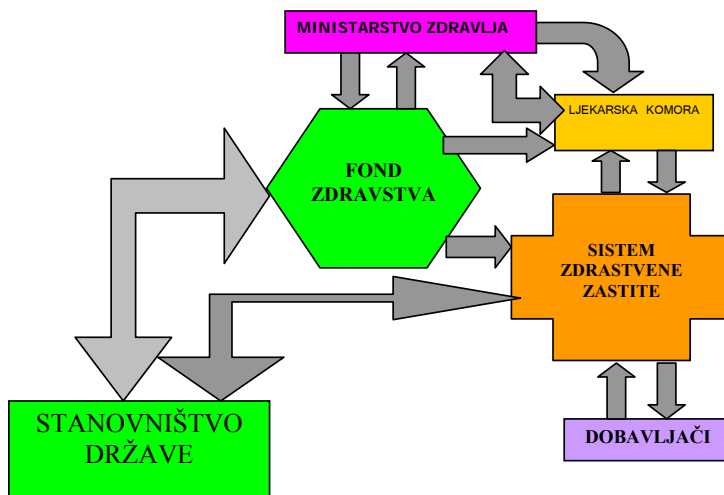 MINISTARSTVO ZDRAVLJA
LJEKARSKA KOMORA
FOND
ZDRAVSTVA
SISTEM
ZDRASTVENE
ZASTITE
STANOVNIŠTVO
DRŽAVE
DOBAVLJAČI